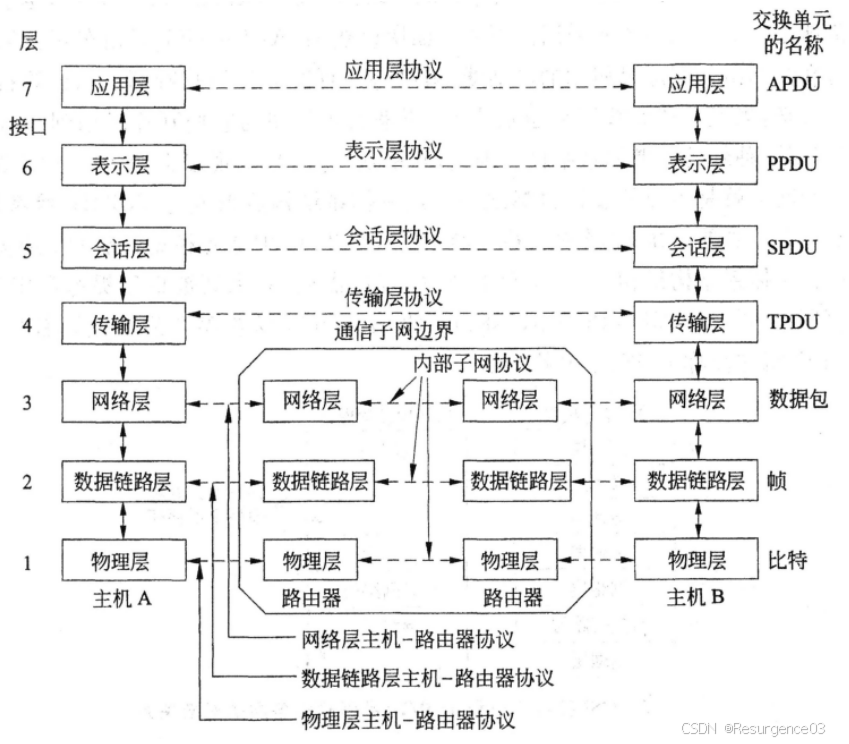 层
交换单元
的名称
7
应用层
应用层协议
应用层
APDU
接口
6
表示层
表示层协议
表示层
PPDU
5
会话层
会话层协议
会话层
SPDU
4
传输层
传输层协议
传输层
TPDU
通信子网边界
内部子网协议
3
网络层
网络层
网络层
网络层
数据包
2
数据链路层
数据链路层
数据链路层
数据链路层
帧
1
物理层
物理层
物理层
物理层
比特
主机 A
路由器
路由器
主机 B
网络层主机-路由器协议
数据链路层主机-路由器协议
物理层主机-路由器协议
CSDN @Resurgence03